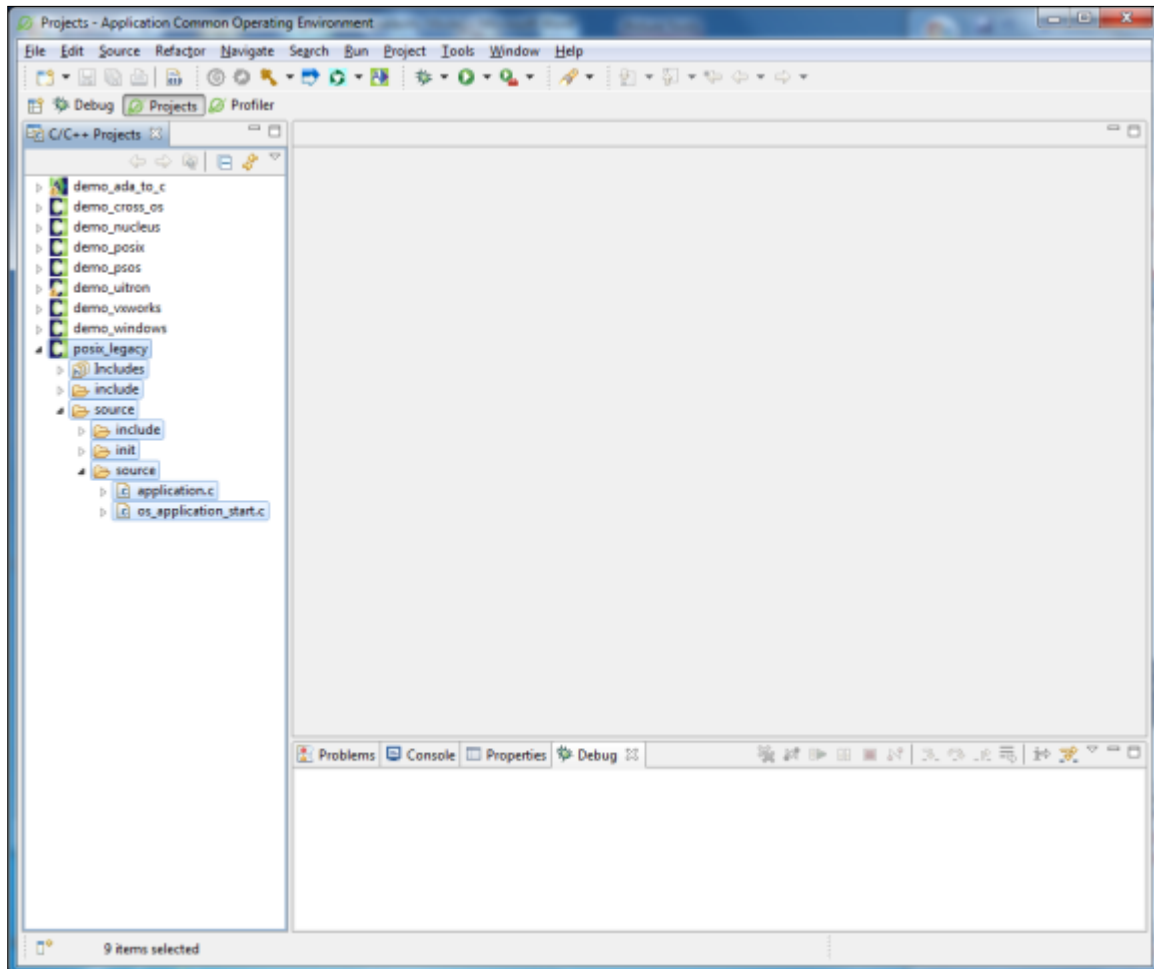 Projects - Application Common Operating Environment
File Edit Source Refactor Navigate Search Run Project Tools Window Help
Debug Projects Profiler
C/C++ Projects
demo_ada_to_c
demo_cross_os
demo_nucleus
demo_posix
demo_psos
demo_uitron
demo_vxworks
demo_windows
posix_legacy
Includes
include
source
include
init
source
application.c
os_application_start.c
Problems Console Properties Debug
9 items selected